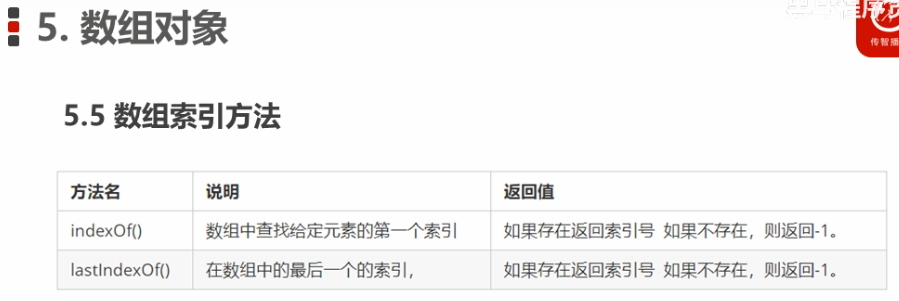 5. 数组对象
传智播
5.5 数组索引方法
方法名 说明 返回值
indexOf() 数组中查找给定元素的第一个索引 如果存在返回索引号 如果不存在，则返回-1。
lastIndexOf() 在数组中的最后一个的索引， 如果存在返回索引号 如果不存在，则返回-1。